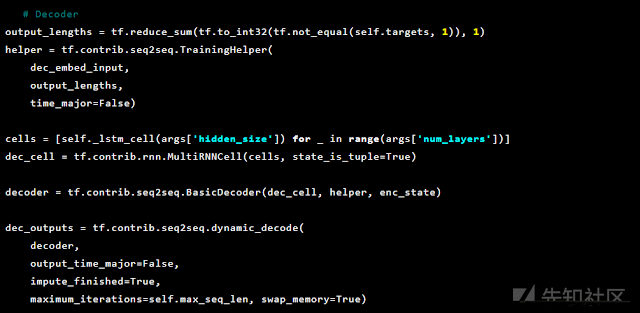 # Decoder
output_lengths = tf.reduce_sum(tf.to_int32(tf.not_equal(self.targets, 1)), 1)
helper = tf.contrib.seq2seq.TrainingHelper(
    dec_embed_input,
    output_lengths,
    time_major=False)
cells = [self._lstm_cell(args['hidden_size']) for _ in range(args['num_layers'])]
dec_cell = tf.contrib.rnn.MultiRNNCell(cells, state_is_tuple=True)
decoder = tf.contrib.seq2seq.BasicDecoder(dec_cell, helper, enc_state)
dec_outputs = tf.contrib.seq2seq.dynamic_decode(
    decoder,
    output_time_major=False,
    impute_finished=True,
    maximum_iterations=self.max_seq_len, swap_memory=True)
先知社区